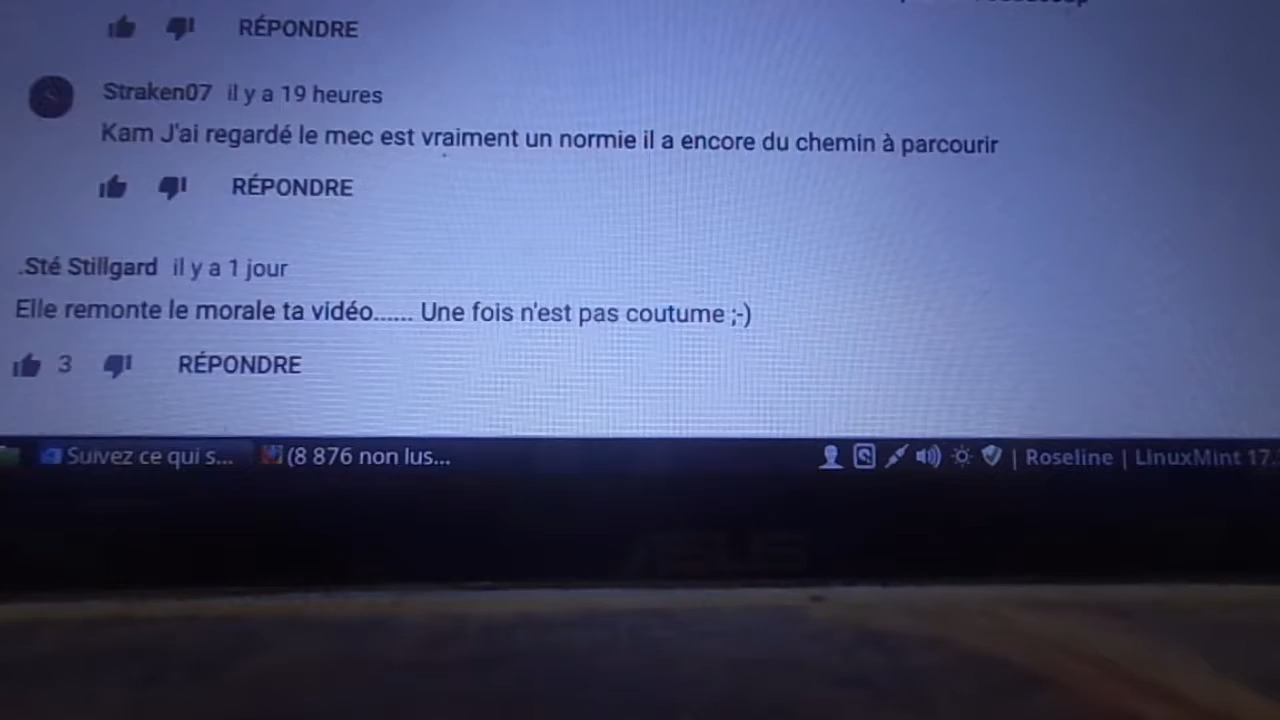 RÉPONDRE
Straken07 il y a 19 heures
Kam J'ai regardé le mec est vraiment un normie il a encore du chemin à parcourir
RÉPONDRE
.Sté Stillgard il y a 1 jour
Elle remonte le morale ta vidéo...... Une fois n'est pas coutume ;-)
3 RÉPONDRE
Suivez ce qui s... (8 876 non lus... | Roseline | LinuxMint 17.
ASUS